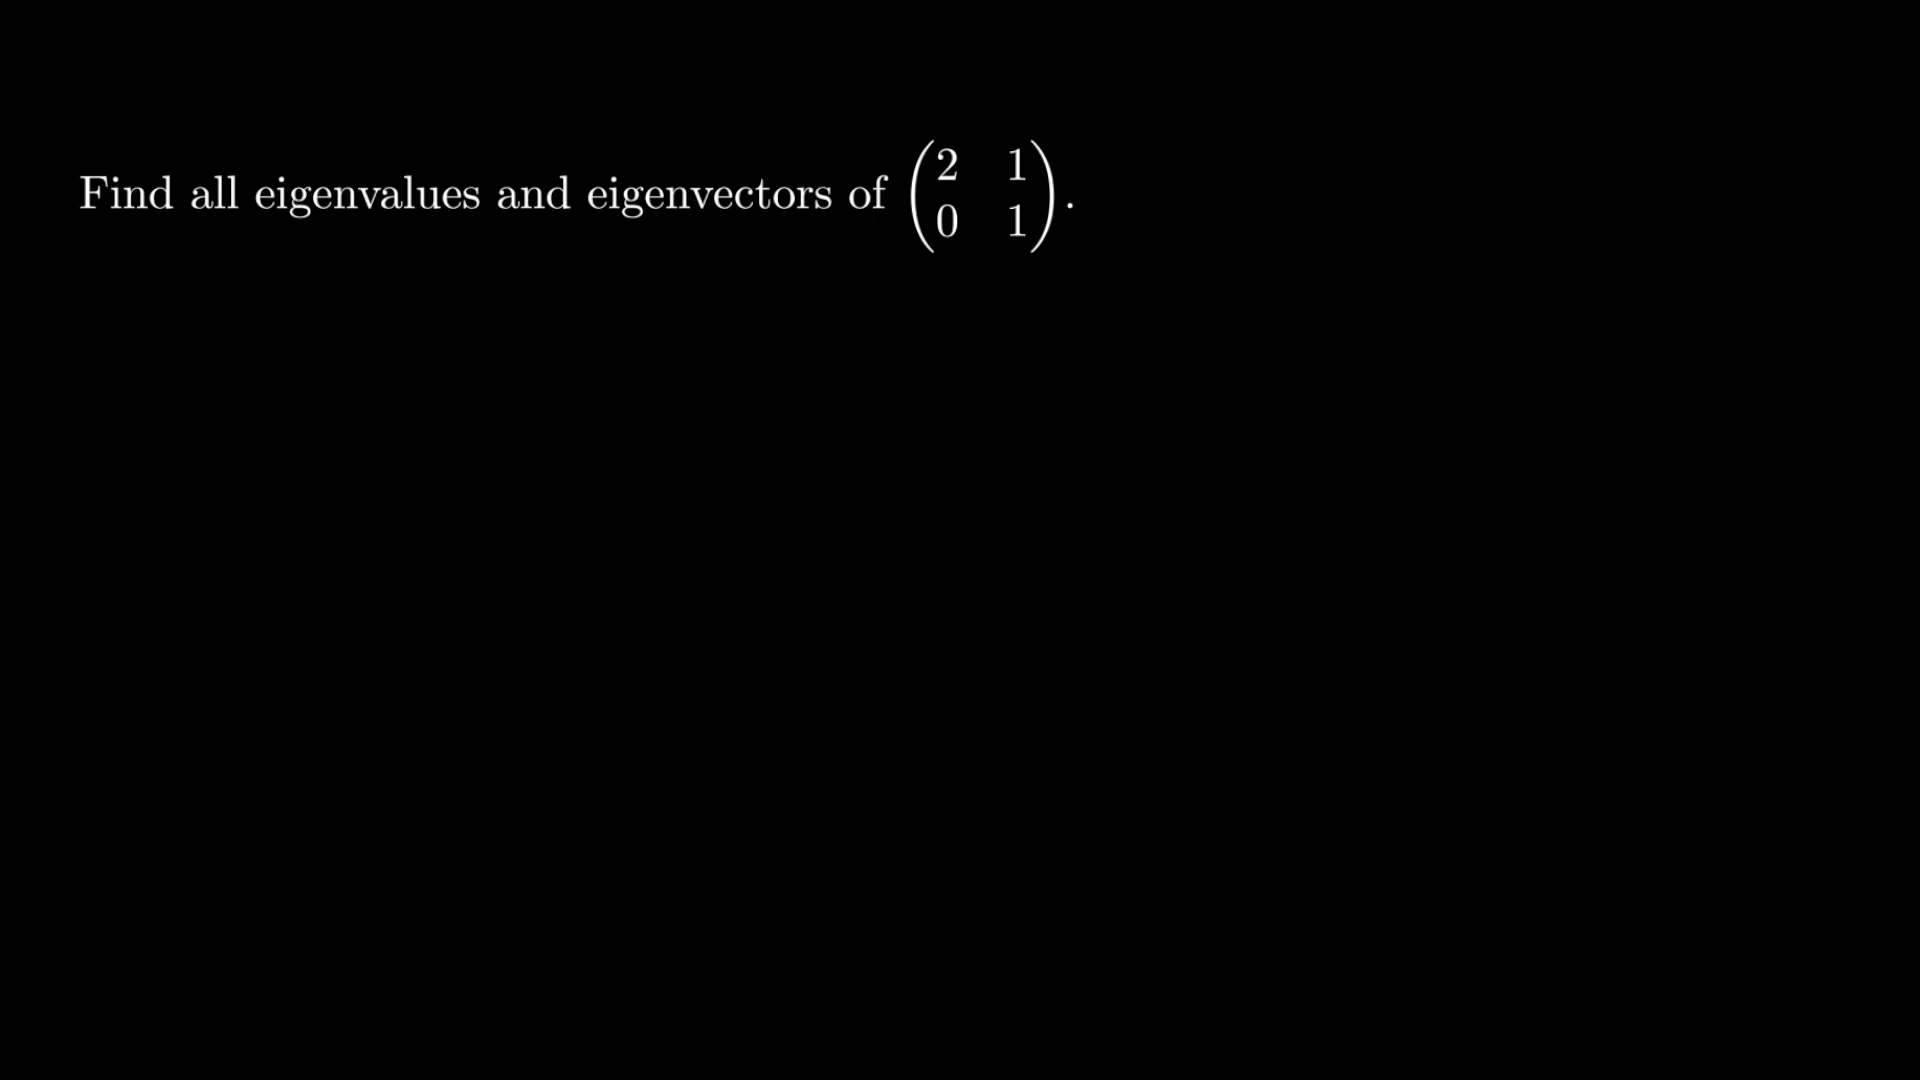 Find all eigenvalues and eigenvectors of $\begin{pmatrix} 2 & 1 \\ 0 & 1 \end{pmatrix}$.